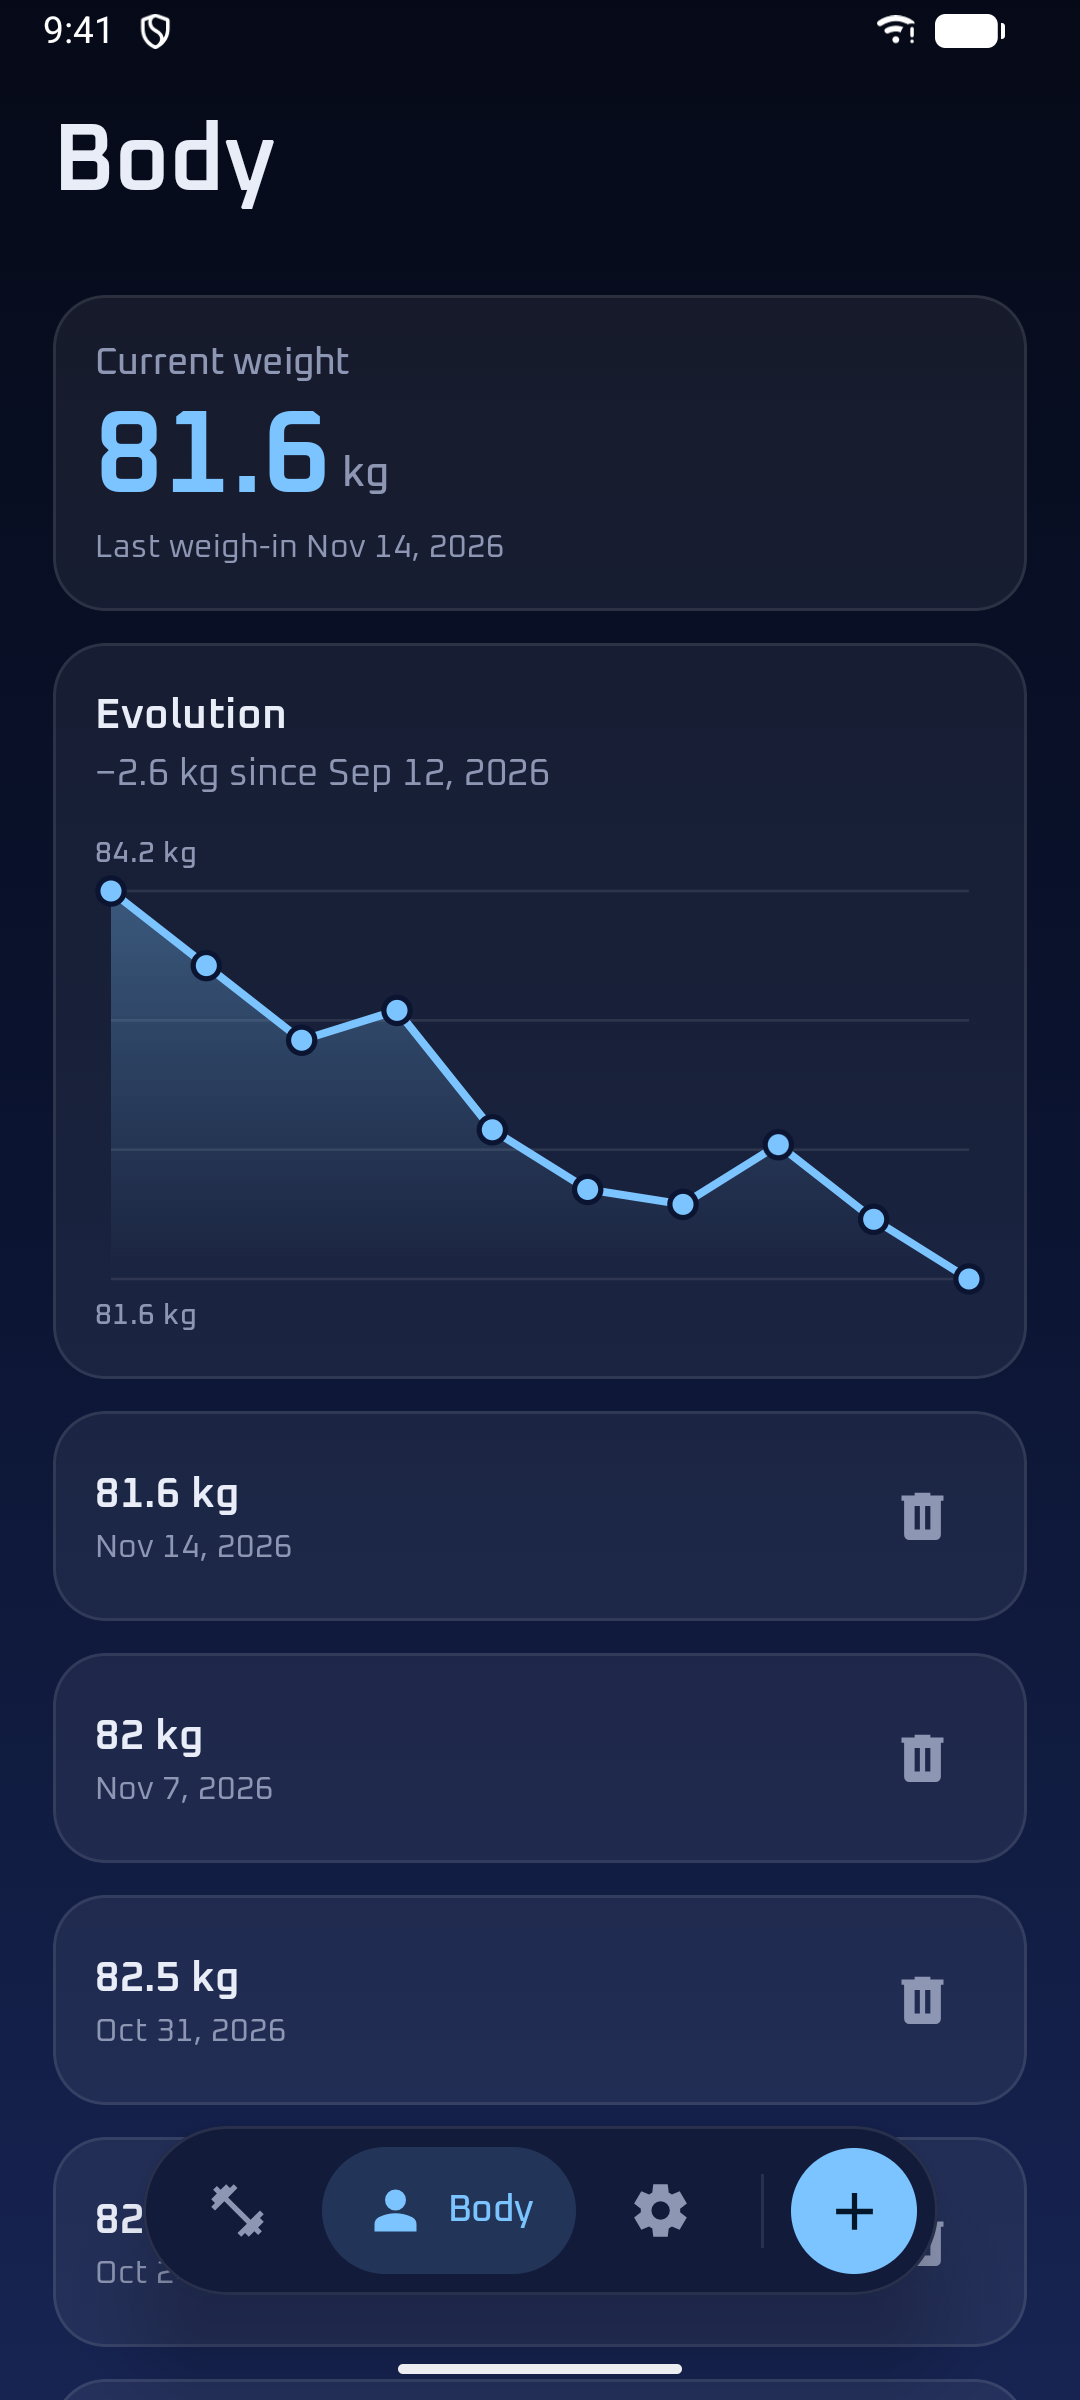 9:41
Body
Current weight
81.6 kg
Last weigh-in Nov 14, 2026
Evolution
−2.6 kg since Sep 12, 2026
84.2 kg
81.6 kg
81.6 kg
Nov 14, 2026
82 kg
Nov 7, 2026
82.5 kg
Oct 31, 2026
82
Oct 2
Body